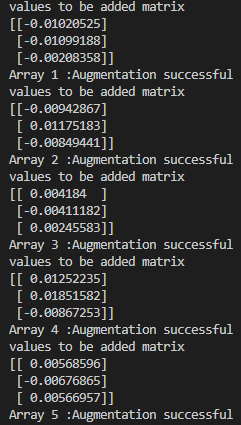 values to be added matrix
[[-0.01020525]
 [-0.01099188]
 [-0.00208358]]
Array 1 :Augmentation successful
values to be added matrix
[[-0.00942867]
 [ 0.01175183]
 [-0.00849441]]
Array 2 :Augmentation successful
values to be added matrix
[[ 0.004184  ]
 [-0.00411182]
 [ 0.00245583]]
Array 3 :Augmentation successful
values to be added matrix
[[ 0.01252235]
 [ 0.01851582]
 [-0.00867253]]
Array 4 :Augmentation successful
values to be added matrix
[[ 0.00568596]
 [-0.00676865]
 [ 0.00566957]]
Array 5 :Augmentation successful